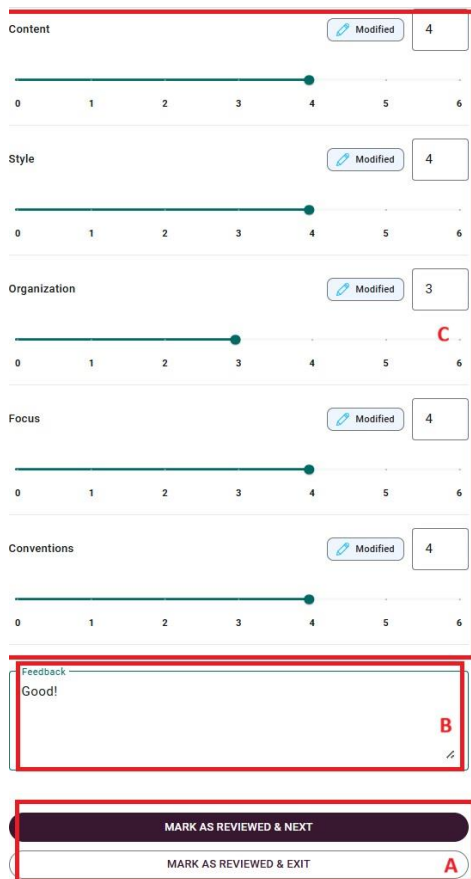 Content Modified 4
0 1 2 3 4 5 6
Style Modified 4
0 1 2 3 4 5 6
Organization Modified 3
C
0 1 2 3 4 5 6
Focus Modified 4
0 1 2 3 4 5 6
Conventions Modified 4
0 1 2 3 4 5 6
Feedback
Good!
B
MARK AS REVIEWED & NEXT
MARK AS REVIEWED & EXIT A